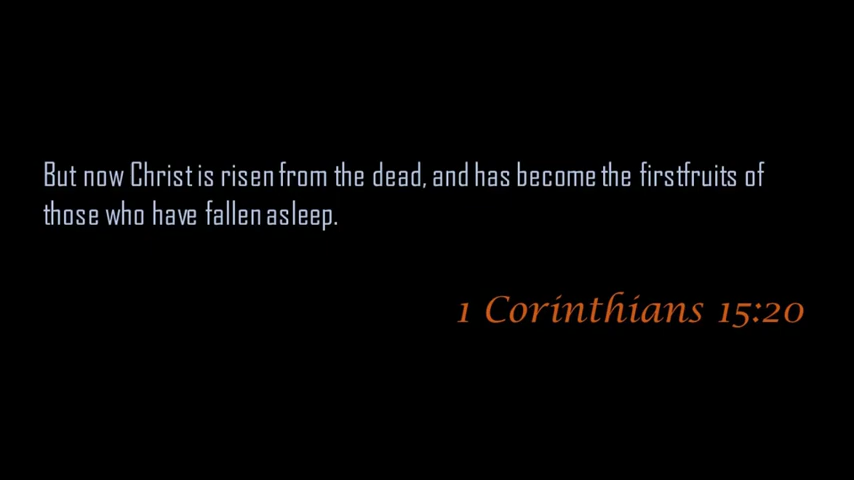 But now Christ is risen from the dead, and has become the firstfruits of
those who have fallen asleep.
1 Corinthians 15:20